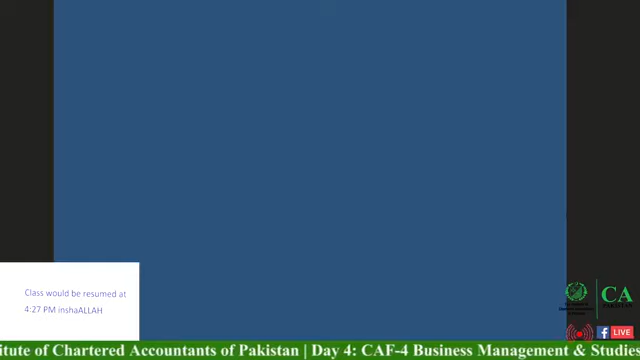 Class would be resumed at
4:27 PM inshaALLAH
CA
PAKISTAN
LIVE
itute of Chartered Accountants of Pakistan | Day 4: CAF-4 Business Management & Studies